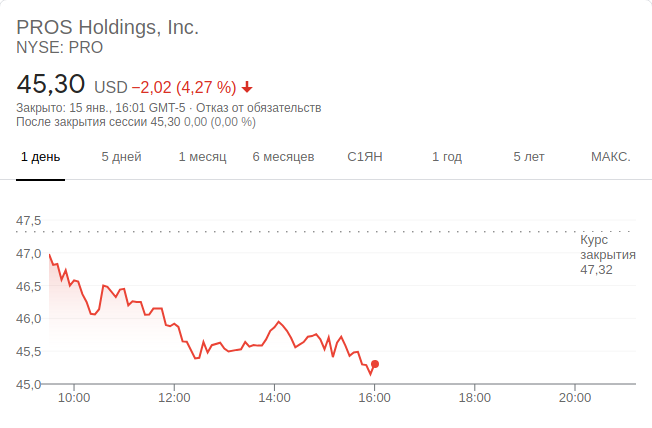 PROS Holdings, Inc.
NYSE: PRO
45,30 USD −2,02 (4,27 %)
Закрыто: 15 янв., 16:01 GMT-5 · Отказ от обязательств
После закрытия сессии 45,30 0,00 (0,00 %)
1 день 5 дней 1 месяц 6 месяцев С1ЯН 1 год 5 лет МАКС.
47,5
Курс
закрытия
47,32
47,0
46,5
46,0
45,5
45,0
10:00 12:00 14:00 16:00 18:00 20:00